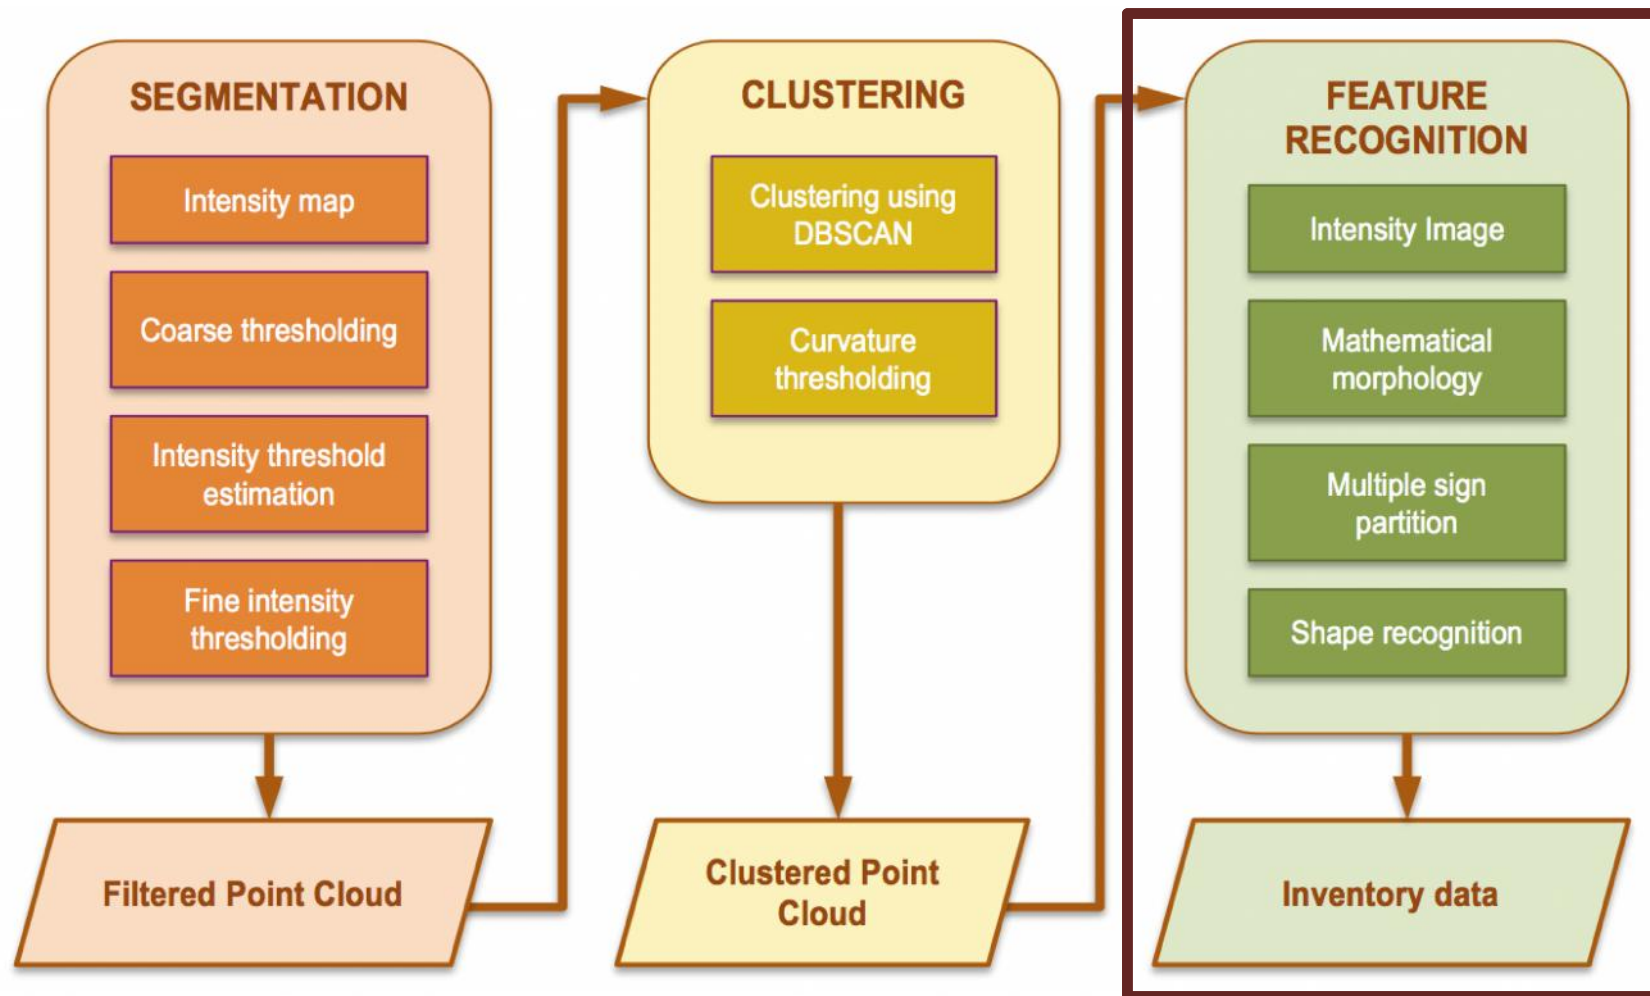 SEGMENTATION
Intensity map
Coarse thresholding
Intensity threshold
estimation
Fine intensity
thresholding
Filtered Point Cloud
CLUSTERING
Clustering using
DBSCAN
Curvature
thresholding
Clustered Point
Cloud
FEATURE
RECOGNITION
Intensity Image
Mathematical
morphology
Multiple sign
partition
Shape recognition
Inventory data